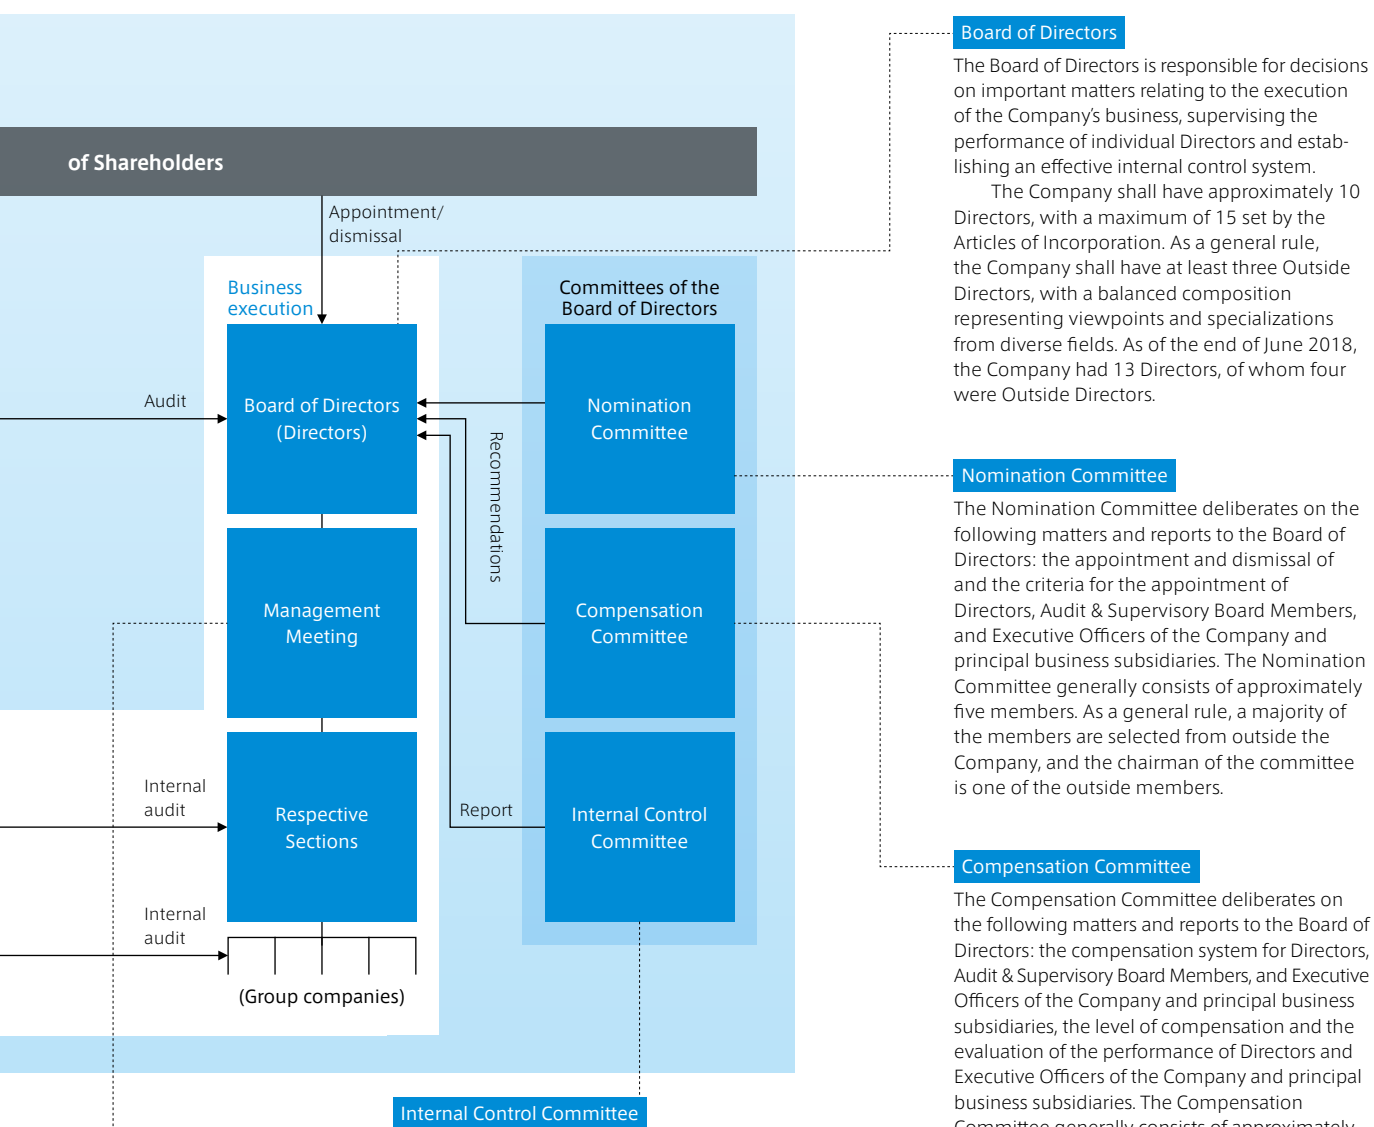 of Shareholders
Appointment/
dismissal
Business
execution
Committees of the
Board of Directors
Audit
Board of Directors
(Directors)
Nomination
Committee
Recommendations
Management
Meeting
Compensation
Committee
Internal
audit
Respective
Sections
Report
Internal Control
Committee
Internal
audit
(Group companies)
Internal Control Committee
Board of Directors
The Board of Directors is responsible for decisions
on important matters relating to the execution
of the Company's business, supervising the
performance of individual Directors and estab-
lishing an effective internal control system.
The Company shall have approximately 10
Directors, with a maximum of 15 set by the
Articles of Incorporation. As a general rule,
the Company shall have at least three Outside
Directors, with a balanced composition
representing viewpoints and specializations
from diverse fields. As of the end of June 2018,
the Company had 13 Directors, of whom four
were Outside Directors.
Nomination Committee
The Nomination Committee deliberates on the
following matters and reports to the Board of
Directors: the appointment and dismissal of
and the criteria for the appointment of
Directors, Audit & Supervisory Board Members,
and Executive Officers of the Company and
principal business subsidiaries. The Nomination
Committee generally consists of approximately
five members. As a general rule, a majority of
the members are selected from outside the
Company, and the chairman of the committee
is one of the outside members.
Compensation Committee
The Compensation Committee deliberates on
the following matters and reports to the Board of
Directors: the compensation system for Directors,
Audit & Supervisory Board Members, and Executive
Officers of the Company and principal business
subsidiaries, the level of compensation and the
evaluation of the performance of Directors and
Executive Officers of the Company and principal
business subsidiaries. The Compensation
Committee generally consists of approximately